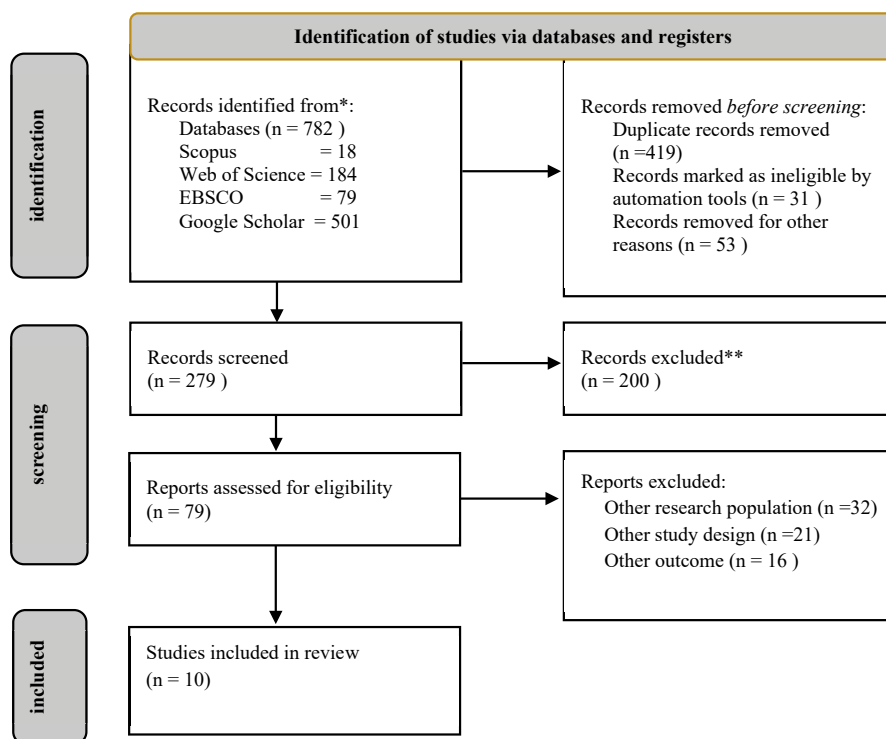 Identification of studies via databases and registers
identification
Records identified from*:
Databases (n = 782 )
Scopus = 18
Web of Science = 184
EBSCO = 79
Google Scholar = 501
Records removed before screening:
Duplicate records removed
(n =419)
Records marked as ineligible by
automation tools (n = 31 )
Records removed for other
reasons (n = 53 )
screening
Records screened
(n = 279 )
Records excluded**
(n = 200 )
Reports assessed for eligibility
(n = 79)
Reports excluded:
Other research population (n =32)
Other study design (n =21)
Other outcome (n = 16 )
included
Studies included in review
(n = 10)